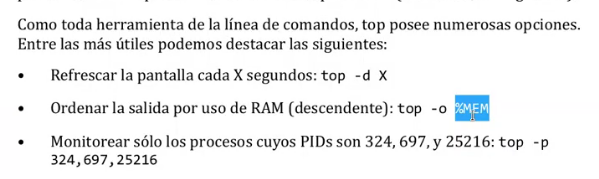 Como toda herramienta de la línea de comandos, top posee numerosas opciones.
Entre las más útiles podemos destacar las siguientes:
• Refrescar la pantalla cada X segundos: top -d X
• Ordenar la salida por uso de RAM (descendente): top -o %MEM
• Monitorear sólo los procesos cuyos PIDs son 324, 697, y 25216: top -p
324,697,25216